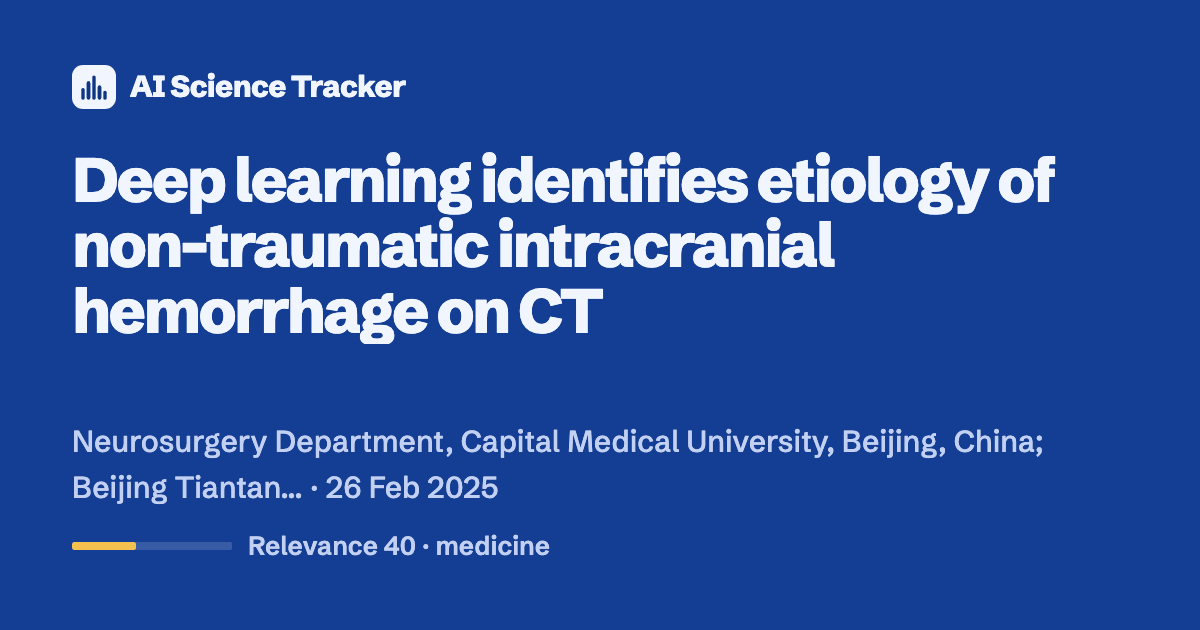 AI Science Tracker
Deep learning identifies etiology of
non-traumatic intracranial
hemorrhage on CT
Neurosurgery Department, Capital Medical University, Beijing, China;
Beijing Tiantan... · 26 Feb 2025
Relevance 40 · medicine